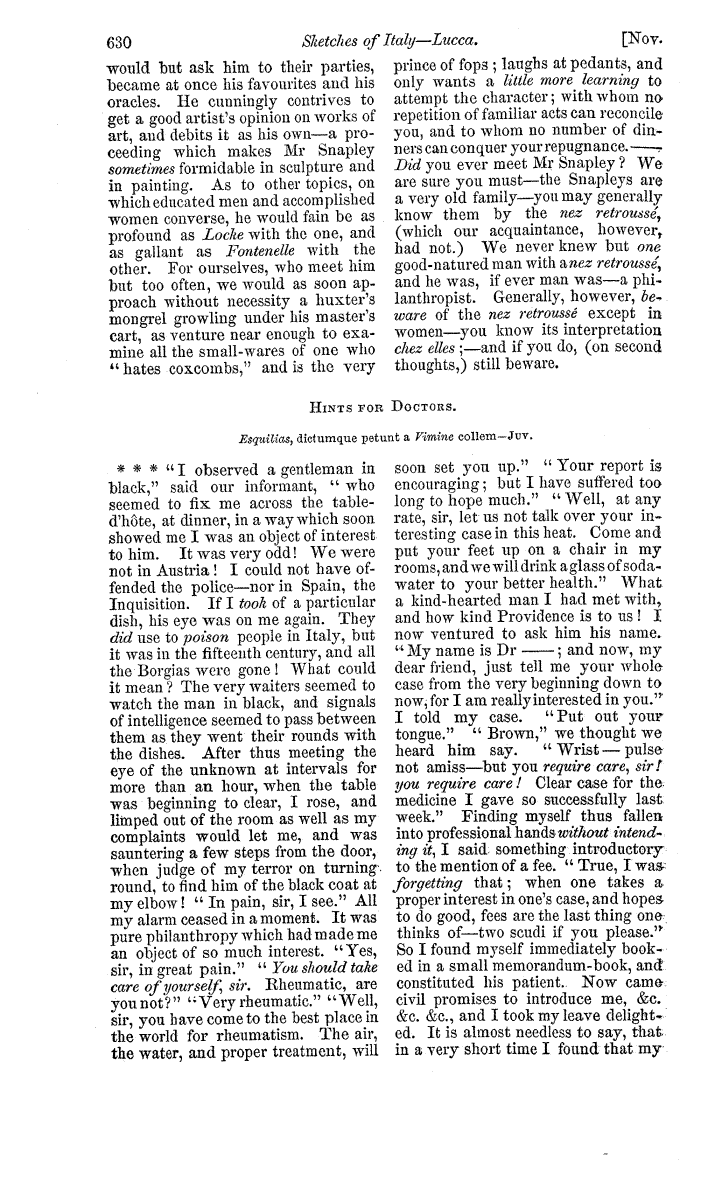 630
Sketches of Italy—Lucca.
[Nov.
would but ask him to their parties,
became at once his favourites and his
oracles. He cunningly contrives to
get a good artist's opinion on works of
art, and debits it as his own—a pro-
ceeding which makes Mr Snapley
sometimes formidable in sculpture and
in painting. As to other topics, on
which educated men and accomplished
women converse, he would fain be as
profound as Locke with the one, and
as gallant as Fontenelle with the
other. For ourselves, who meet him
but too often, we would as soon ap-
proach without necessity a huxter's
mongrel growling under his master's
cart, as venture near enough to exa-
mine all the small-wares of one who
"hates coxcombs," and is the very
prince of fops; laughs at pedants, and
only wants a little more learning to
attempt the character; with whom no
repetition of familiar acts can reconcile
you, and to whom no number of din-
ners can conquer your repugnance.——
Did you ever meet Mr Snapley? We
are sure you must—the Snapleys are
a very old family—you may generally
know them by the nez retroussé,
(which our acquaintance, however,
had not.) We never knew but one
good-natured man with a nez retroussé,
and he was, if ever man was—a phi-
lanthropist. Generally, however, be-
ware of the nez retroussé except in
women—you know its interpretation
chez elles;—and if you do, (on second
thoughts,) still beware.
HINTS FOR DOCTORS.
Esquilias, dictumque petunt a Vimine collem—JUV.
* * * "I observed a gentleman in
black," said our informant, "who
seemed to fix me across the table-
d'hôte, at dinner, in a way which soon
showed me I was an object of interest
to him. It was very odd! We were
not in Austria! I could not have of-
fended the police—nor in Spain, the
Inquisition. If I took of a particular
dish, his eye was on me again. They
did use to poison people in Italy, but
it was in the fifteenth century, and all
the Borgias were gone! What could
it mean? The very waiters seemed to
watch the man in black, and signals
of intelligence seemed to pass between
them as they went their rounds with
the dishes. After thus meeting the
eye of the unknown at intervals for
more than an hour, when the table
was beginning to clear, I rose, and
limped out of the room as well as my
complaints would let me, and was
sauntering a few steps from the door,
when judge of my terror on turning
round, to find him of the black coat at
my elbow! "In pain, sir, I see." All
my alarm ceased in a moment. It was
pure philanthropy which had made me
an object of so much interest. "Yes,
sir, in great pain." "You should take
care of yourself, sir. Rheumatic, are
you not?" "Very rheumatic." "Well,
sir, you have come to the best place in
the world for rheumatism. The air,
the water, and proper treatment, will
soon set you up." "Your report is
encouraging; but I have suffered too
long to hope much." "Well, at any
rate, sir, let us not talk over your in-
teresting case in this heat. Come and
put your feet up on a chair in my
rooms, and we will drink a glass of soda-
water to your better health." What
a kind-hearted man I had met with,
and how kind Providence is to us! I
now ventured to ask him his name.
"My name is Dr ——; and now, my
dear friend, just tell me your whole
case from the very beginning down to
now, for I am really interested in you."
I told my case. "Put out your
tongue." "Brown," we thought we
heard him say. "Wrist—pulse
not amiss—but you require care, sir!
you require care! Clear case for the
medicine I gave so successfully last
week." Finding myself thus fallen
into professional hands without intend-
ing it, I said something introductory
to the mention of a fee. "True, I was
forgetting that; when one takes a
proper interest in one's case, and hopes
to do good, fees are the last thing one
thinks of—two scudi if you please."
So I found myself immediately book-
ed in a small memorandum-book, and
constituted his patient. Now came
civil promises to introduce me, &c.
&c. &c., and I took my leave delight-
ed. It is almost needless to say, that
in a very short time I found that my